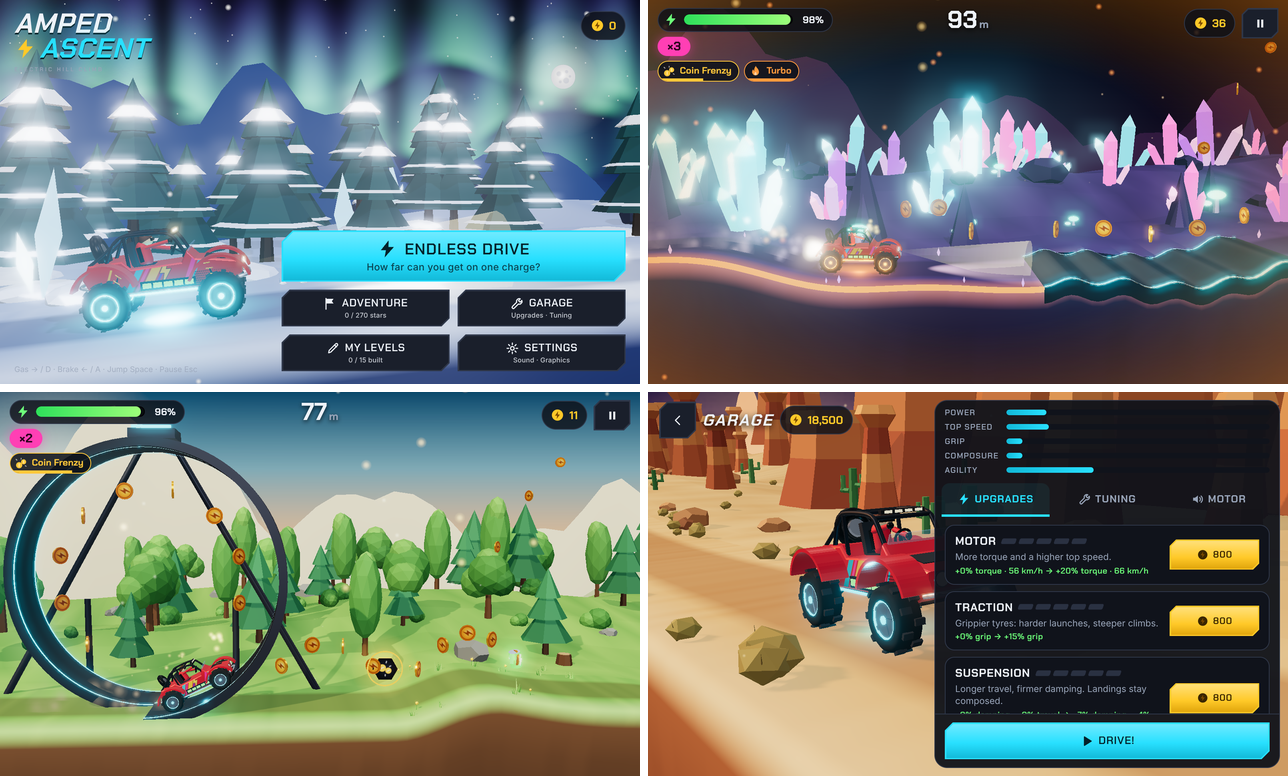 AMPED
ASCENT
0
ENDLESS DRIVE
How far can you get on one charge?
ADVENTURE
0 / 270 stars
GARAGE
Upgrades · Tuning
MY LEVELS
0 / 15 built
SETTINGS
Sound · Graphics
Gas → / D · Brake ← / A · Jump Space · Pause Esc
98%
93 m
36
×3
Coin Frenzy
Turbo
96%
77 m
11
×2
Coin Frenzy
GARAGE
18,500
POWER
TOP SPEED
GRIP
COMPOSURE
AGILITY
UPGRADES
TUNING
MOTOR
MOTOR
More torque and a higher top speed.
+0% torque · 56 km/h → +20% torque · 66 km/h
800
TRACTION
Grippier tyres: harder launches, steeper climbs.
+0% grip → +15% grip
800
SUSPENSION
Longer travel, firmer damping. Landings stay
composed.
800
DRIVE!